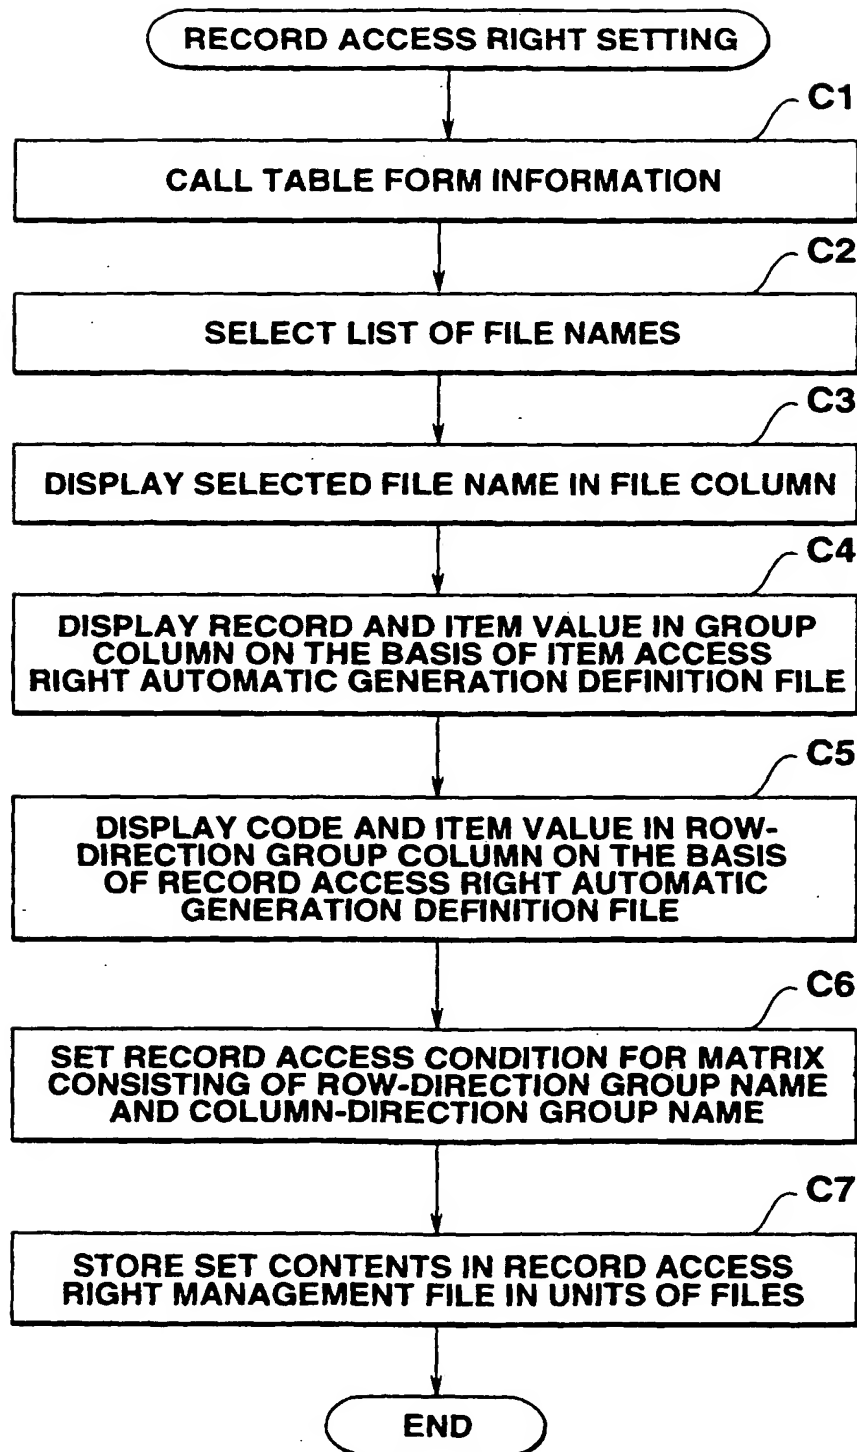 RECORD ACCESS RIGHT SETTING
C1
CALL TABLE FORM INFORMATION
C2
SELECT LIST OF FILE NAMES
C3
DISPLAY SELECTED FILE NAME IN FILE COLUMN
C4
DISPLAY RECORD AND ITEM VALUE IN GROUP
COLUMN ON THE BASIS OF ITEM ACCESS
RIGHT AUTOMATIC GENERATION DEFINITION FILE
C5
DISPLAY CODE AND ITEM VALUE IN ROW-
DIRECTION GROUP COLUMN ON THE BASIS
OF RECORD ACCESS RIGHT AUTOMATIC
GENERATION DEFINITION FILE
C6
SET RECORD ACCESS CONDITION FOR MATRIX
CONSISTING OF ROW-DIRECTION GROUP NAME
AND COLUMN-DIRECTION GROUP NAME
C7
STORE SET CONTENTS IN RECORD ACCESS
RIGHT MANAGEMENT FILE IN UNITS OF FILES
END